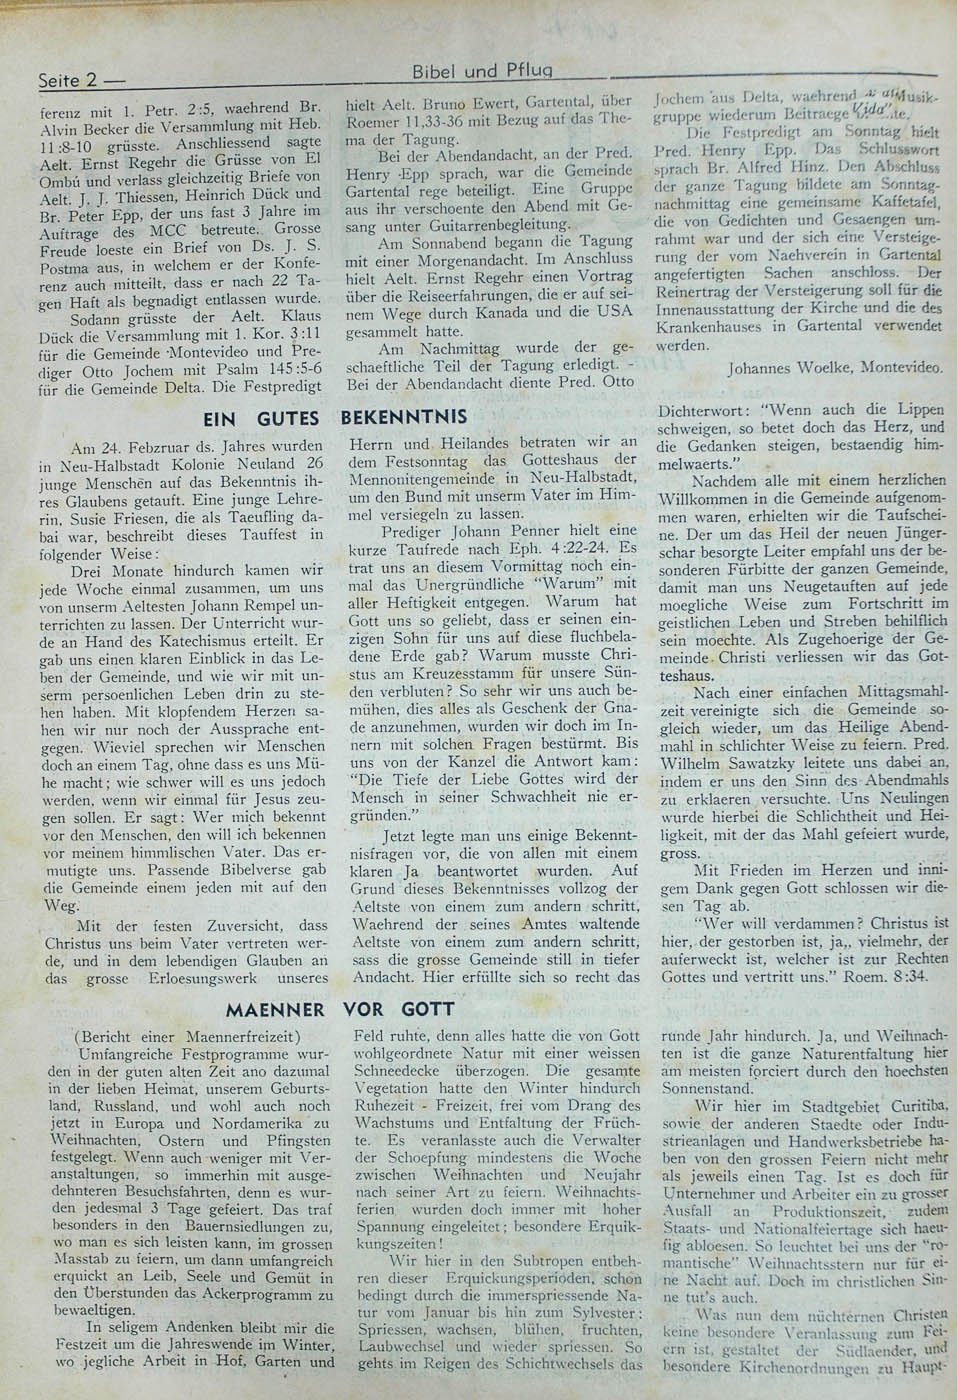 Seite 2 —
Bibel und Pflug
ferenz mit 1. Petr. 2:5, waehrend Br.
Alvin Becker die Versammlung mit Heb.
11:8-10 grüsste. Anschliessend sagte
Aelt. Ernst Regehr die Grüsse von El
Ombú und verlass gleichzeitig Briefe von
Aelt. J. J. Thiessen, Heinrich Dück und
Br. Peter Epp, der uns fast 3 Jahre im
Auftrage des MCC betreute. Grosse
Freude loeste ein Brief von Ds. J. S.
Postma aus, in welchem er der Konfe-
renz auch mitteilt, dass er nach 22 Ta-
gen Haft als begnadigt entlassen wurde.
Sodann grüsste der Aelt. Klaus
Dück die Versammlung mit 1. Kor. 3:11
für die Gemeinde Montevideo und Pre-
diger Otto Jochem mit Psalm 145:5-6
für die Gemeinde Delta. Die Festpredigt
hielt Aelt. Bruno Ewert, Gartental, über
Roemer 11,33-36 mit Bezug auf das The-
ma der Tagung.
Bei der Abendandacht, an der Pred.
Henry Epp sprach, war die Gemeinde
Gartental rege beteiligt. Eine Gruppe
aus ihr verschoente den Abend mit Ge-
sang unter Guitarrenbegleitung.
Am Sonnabend begann die Tagung
mit einer Morgenandacht. Im Anschluss
hielt Aelt. Ernst Regehr einen Vortrag
über die Reiseerfahrungen, die er auf sei-
nem Wege durch Kanada und die USA
gesammelt hatte.
Am Nachmittag wurde der ge-
schaeftliche Teil der Tagung erledigt. -
Bei der Abendandacht diente Pred. Otto
Jochem aus Delta, waehrend Musik-
gruppe wiederum Beitraege "Vida" te.
Die Festpredigt am Sonntag hielt
Pred. Henry Epp. Das Schlusswort
sprach Br. Alfred Hinz. Den Abschluss
der ganze Tagung bildete am Sonntag-
nachmittag eine gemeinsame Kaffetafel,
die von Gedichten und Gesaengen um-
rahmt war und der sich eine Versteige-
rung der vom Naehverein in Gartental
angefertigten Sachen anschloss. Der
Reinertrag der Versteigerung soll für die
Innenausstattung der Kirche und die des
Krankenhauses in Gartental verwendet
werden.
Johannes Woelke, Montevideo.
EIN GUTES BEKENNTNIS
Am 24. Febzruar ds. Jahres wurden
in Neu-Halbstadt Kolonie Neuland 26
junge Menschen auf das Bekenntnis ih-
res Glaubens getauft. Eine junge Lehre-
rin, Susie Friesen, die als Taeufling da-
bai war, beschreibt dieses Tauffest in
folgender Weise:
Drei Monate hindurch kamen wir
jede Woche einmal zusammen, um uns
von unserm Aeltesten Johann Rempel un-
terrichten zu lassen. Der Unterricht wur-
de an Hand des Katechismus erteilt. Er
gab uns einen klaren Einblick in das Le-
ben der Gemeinde, und wie wir mit un-
serm persoenlichen Leben drin zu ste-
hen haben. Mit klopfendem Herzen sa-
hen wir nur noch der Aussprache ent-
gegen. Wieviel sprechen wir Menschen
doch an einem Tag, ohne dass es uns Mü-
he macht; wie schwer will es uns jedoch
werden, wenn wir einmal für Jesus zeu-
gen sollen. Er sagt: Wer mich bekennt
vor den Menschen, den will ich bekennen
vor meinem himmlischen Vater. Das er-
mutigte uns. Passende Bibelverse gab
die Gemeinde einem jeden mit auf den
Weg.
Mit der festen Zuversicht, dass
Christus uns beim Vater vertreten wer-
de, und in dem lebendigen Glauben an
das grosse Erloesungswerk unseres
Herrn und Heilandes betraten wir an
dem Festsonntag das Gotteshaus der
Mennonitengemeinde in Neu-Halbstadt,
um den Bund mit unserm Vater im Him-
mel versiegeln zu lassen.
Prediger Johann Penner hielt eine
kurze Taufrede nach Eph. 4:22-24. Es
trat uns an diesem Vormittag noch ein-
mal das Unergründliche "Warum" mit
aller Heftigkeit entgegen. Warum hat
Gott uns so geliebt, dass er seinen ein-
zigen Sohn für uns auf diese fluchbela-
dene Erde gab? Warum musste Chri-
stus am Kreuzesstamm für unsere Sün-
den verbluten? So sehr wir uns auch be-
mühen, dies alles als Geschenk der Gna-
de anzunehmen, wurden wir doch im In-
nern mit solchen Fragen bestürmt. Bis
uns von der Kanzel die Antwort kam:
"Die Tiefe der Liebe Gottes wird der
Mensch in seiner Schwachheit nie er-
gründen."
Jetzt legte man uns einige Bekennt-
nisfragen vor, die von allen mit einem
klaren Ja beantwortet wurden. Auf
Grund dieses Bekenntnisses vollzog der
Aeltste von einem zum andern schritt,
Waehrend der seines Amtes waltende
Aeltste von einem zum andern schritt,
sass die grosse Gemeinde still in tiefer
Andacht. Hier erfüllte sich so recht das
Dichterwort: "Wenn auch die Lippen
schweigen, so betet doch das Herz, und
die Gedanken steigen, bestaendig him-
melwaerts."
Nachdem alle mit einem herzlichen
Willkommen in die Gemeinde aufgenom-
men waren, erhielten wir die Taufschei-
ne. Der um das Heil der neuen Jünger-
schar besorgte Leiter empfahl uns der be-
sonderen Fürbitte der ganzen Gemeinde,
damit man uns Neugetauften auf jede
moegliche Weise zum Fortschritt im
geistlichen Leben und Streben behilflich
sein moechte. Als Zugehoerige der Ge-
meinde Christi verliessen wir das Got-
teshaus.
Nach einer einfachen Mittagsmahl-
zeit vereinigte sich die Gemeinde so-
gleich wieder, um das Heilige Abend-
mahl in schlichter Weise zu feiern. Pred.
Wilhelm Sawatzky leitete uns dabei an,
indem er uns den Sinn des Abendmahls
zu erklaeren versuchte. Uns Neulingen
wurde hierbei die Schlichtheit und Hei-
ligkeit, mit der das Mahl gefeiert wurde,
gross.
Mit Frieden im Herzen und inni-
gem Dank gegen Gott schlossen wir die-
sen Tag ab.
"Wer will verdammen? Christus ist
hier, der gestorben ist, ja,, vielmehr, der
auferweckt ist, welcher ist zur Rechten
Gottes und vertritt uns." Roem. 8:34.
MAENNER VOR GOTT
(Bericht einer Maennerfreizeit)
Umfangreiche Festprogramme wur-
den in der guten alten Zeit ano dazumal
in der lieben Heimat, unserem Geburts-
land, Russland, und wohl auch noch
jetzt in Europa und Nordamerika zu
Weihnachten, Ostern und Pfingsten
festgelegt. Wenn auch weniger mit Ver-
anstaltungen, so immerhin mit ausge-
dehnteren Besuchsfahrten, denn es wur-
den jedesmal 3 Tage gefeiert. Das traf
besonders in den Bauernsiedlungen zu,
wo man es sich leisten kann, im grossen
Masstab zu feiern, um dann umfangreich
erquickt an Leib, Seele und Gemüt in
den Überstunden das Ackerprogramm zu
bewaeltigen.
In seligem Andenken bleibt mir die
Festzeit um die Jahreswende im Winter,
wo jegliche Arbeit in Hof, Garten und
Feld ruhte, denn alles hatte die von Gott
wohlgeordnete Natur mit einer weissen
Schneedecke überzogen. Die gesamte
Vegetation hatte den Winter hindurch
Ruhezeit - Freizeit, frei vom Drang des
Wachstums und Entfaltung der Früch-
te. Es veranlasste auch die Verwalter
der Schoepfung mindestens die Woche
zwischen Weihnachten und Neujahr
nach seiner Art zu feiern. Weihnachts-
ferien wurden doch immer mit hoher
Spannung eingeleitet; besondere Erquik-
kungszeiten!
Wir hier in den Subtropen entbeh-
ren dieser Erquickungsperioden, schon
bedingt durch die immerspriessende Na-
tur vom Januar bis hin zum Sylvester:
Spriessen, wachsen, blühen, fruchten,
Laubwechsel und wieder spriessen. So
gehts im Reigen des Schichtwechsels das
runde Jahr hindurch. Ja, und Weihnach-
ten ist die ganze Naturentfaltung hier
am meisten forciert durch den hoechsten
Sonnenstand.
Wir hier im Stadtgebiet Curitiba,
sowie der anderen Staedte oder Indu-
strieanlagen und Handwerksbetriebe ha-
ben von den grossen Feiern nicht mehr
als jeweils einen Tag. Ist es doch für
Unternehmer und Arbeiter ein zu grosser
Ausfall an Produktionszeit, zudem
Staats- und Nationalfeiertage sich haeu-
fig abloesen. So leuchtet bei uns der "ro-
mantische" Weihnachtsstern nur für ei-
ne Nacht auf. Doch im christlichen Sin-
ne tut's auch.
Was nun dem nüchternen Christen
keine besondere Veranlassung zum Fei-
ern ist, gestaltet der Südlaender, und
besondere Kirchenordnungen zu Haupt-